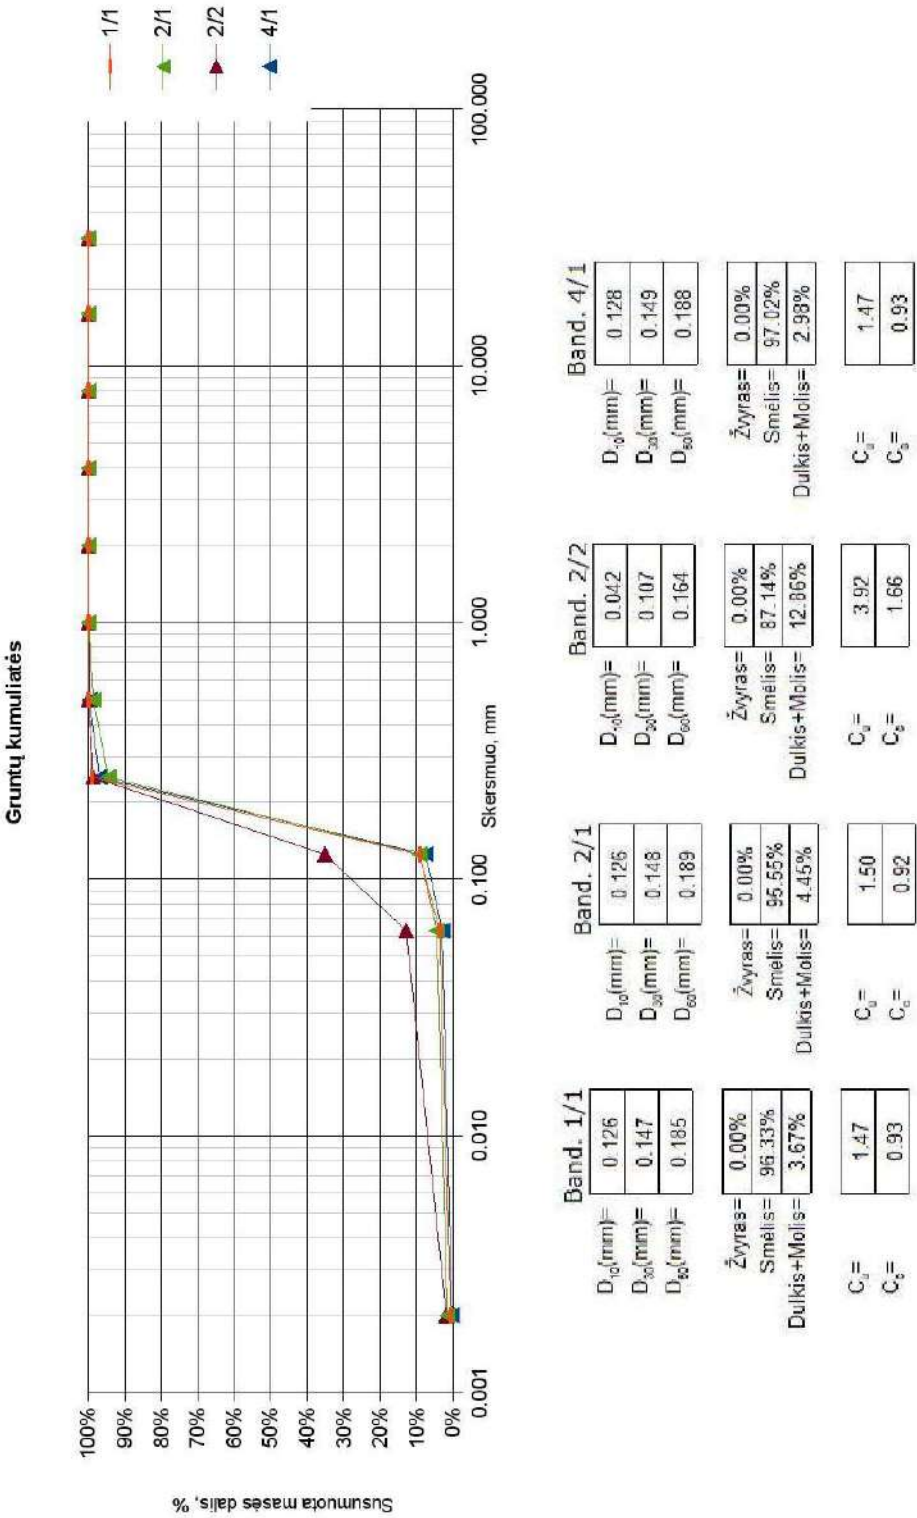 Gruntų kumuliatės
1/1
2/1
2/2
4/1
Susumuota masės dalis, %
100%
90%
80%
70%
60%
50%
40%
30%
20%
10%
0%
0.001
0.010
0.100
1.000
10.000
100.000
Skersmuo, mm
Band. 1/1
D₁₀(mm)= 0.126
D₃₀(mm)= 0.147
D₆₀(mm)= 0.185
Žvyras= 0.00%
Smėlis= 96.33%
Dulkis+Molis= 3.67%
Cᵤ= 1.47
C꜀= 0.93
Band. 2/1
D₁₀(mm)= 0.126
D₃₀(mm)= 0.148
D₆₀(mm)= 0.189
Žvyras= 0.00%
Smėlis= 95.55%
Dulkis+Molis= 4.45%
Cᵤ= 1.50
C꜀= 0.92
Band. 2/2
D₁₀(mm)= 0.042
D₃₀(mm)= 0.107
D₆₀(mm)= 0.164
Žvyras= 0.00%
Smėlis= 87.14%
Dulkis+Molis= 12.86%
Cᵤ= 3.92
C꜀= 1.66
Band. 4/1
D₁₀(mm)= 0.128
D₃₀(mm)= 0.149
D₆₀(mm)= 0.188
Žvyras= 0.00%
Smėlis= 97.02%
Dulkis+Molis= 2.98%
Cᵤ= 1.47
C꜀= 0.93